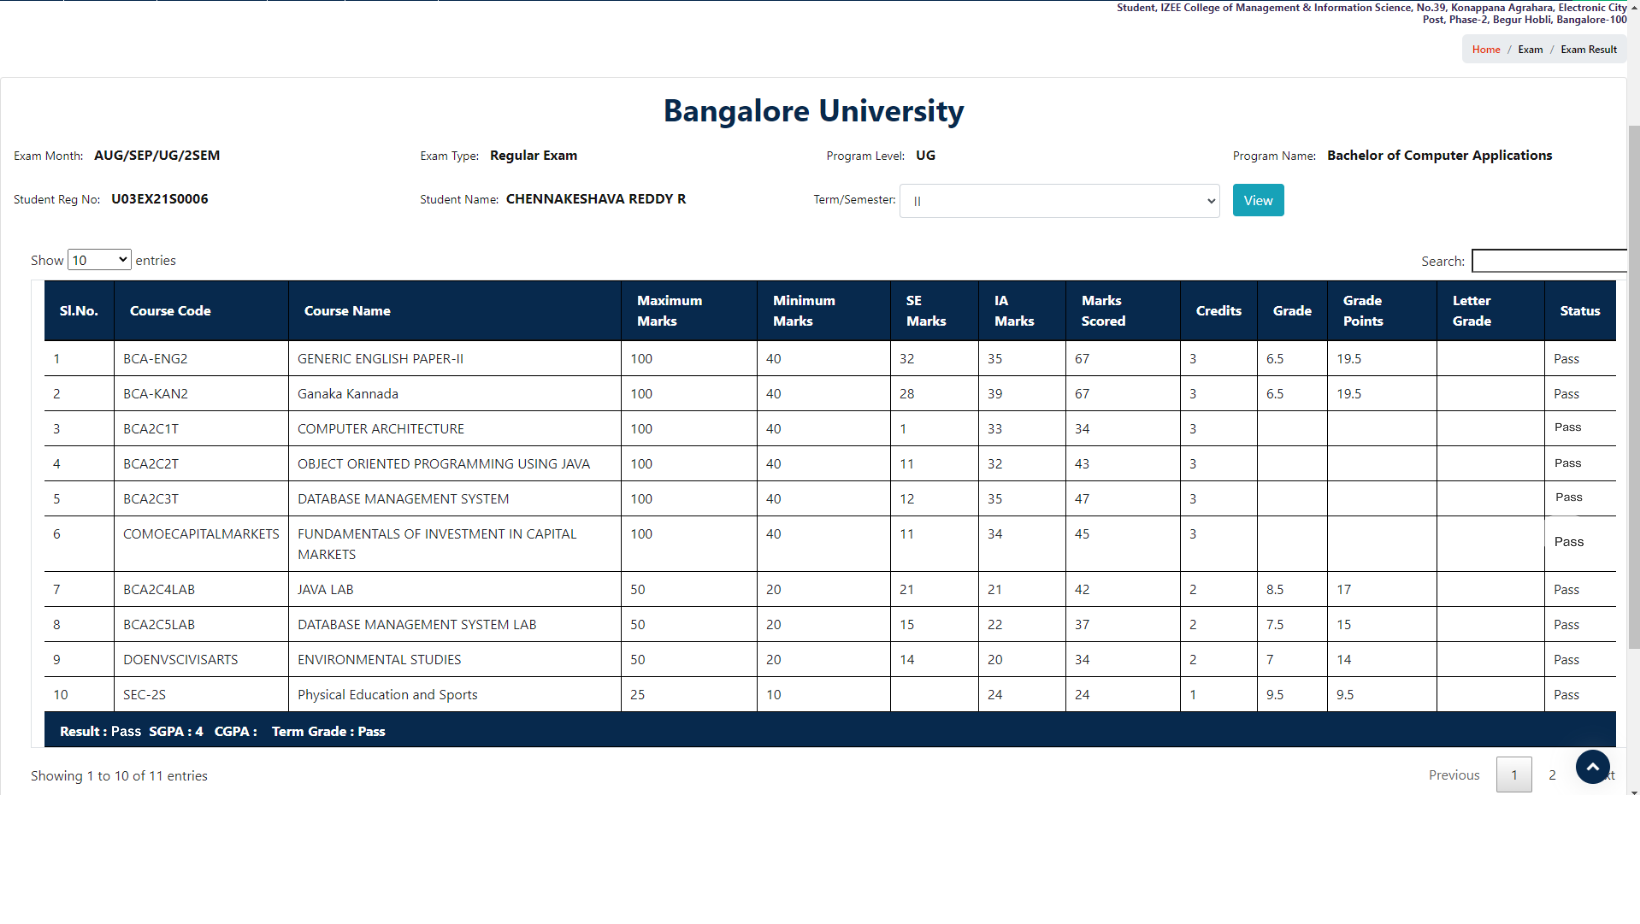 Student, IZEE College of Management & Information Science, No.39, Konappana Agrahara, Electronic City
Post, Phase-2, Begur Hobli, Bangalore-100
Home / Exam / Exam Result
Bangalore University
Exam Month: AUG/SEP/UG/2SEM Exam Type: Regular Exam Program Level: UG Program Name: Bachelor of Computer Applications
Student Reg No: U03EX21S0006 Student Name: CHENNAKESHAVA REDDY R Term/Semester: II View
Show 10 entries Search:
Sl.No. Course Code Course Name Maximum Marks Minimum Marks SE Marks IA Marks Marks Scored Credits Grade Grade Points Letter Grade Status
1 BCA-ENG2 GENERIC ENGLISH PAPER-II 100 40 32 35 67 3 6.5 19.5 Pass
2 BCA-KAN2 Ganaka Kannada 100 40 28 39 67 3 6.5 19.5 Pass
3 BCA2C1T COMPUTER ARCHITECTURE 100 40 1 33 34 3 Pass
4 BCA2C2T OBJECT ORIENTED PROGRAMMING USING JAVA 100 40 11 32 43 3 Pass
5 BCA2C3T DATABASE MANAGEMENT SYSTEM 100 40 12 35 47 3 Pass
6 COMOECAPITALMARKETS FUNDAMENTALS OF INVESTMENT IN CAPITAL MARKETS 100 40 11 34 45 3 Pass
7 BCA2C4LAB JAVA LAB 50 20 21 21 42 2 8.5 17 Pass
8 BCA2C5LAB DATABASE MANAGEMENT SYSTEM LAB 50 20 15 22 37 2 7.5 15 Pass
9 DOENVSCIVISARTS ENVIRONMENTAL STUDIES 50 20 14 20 34 2 7 14 Pass
10 SEC-2S Physical Education and Sports 25 10 24 24 1 9.5 9.5 Pass
Result : Pass SGPA : 4 CGPA : Term Grade : Pass
Showing 1 to 10 of 11 entries Previous 1 2